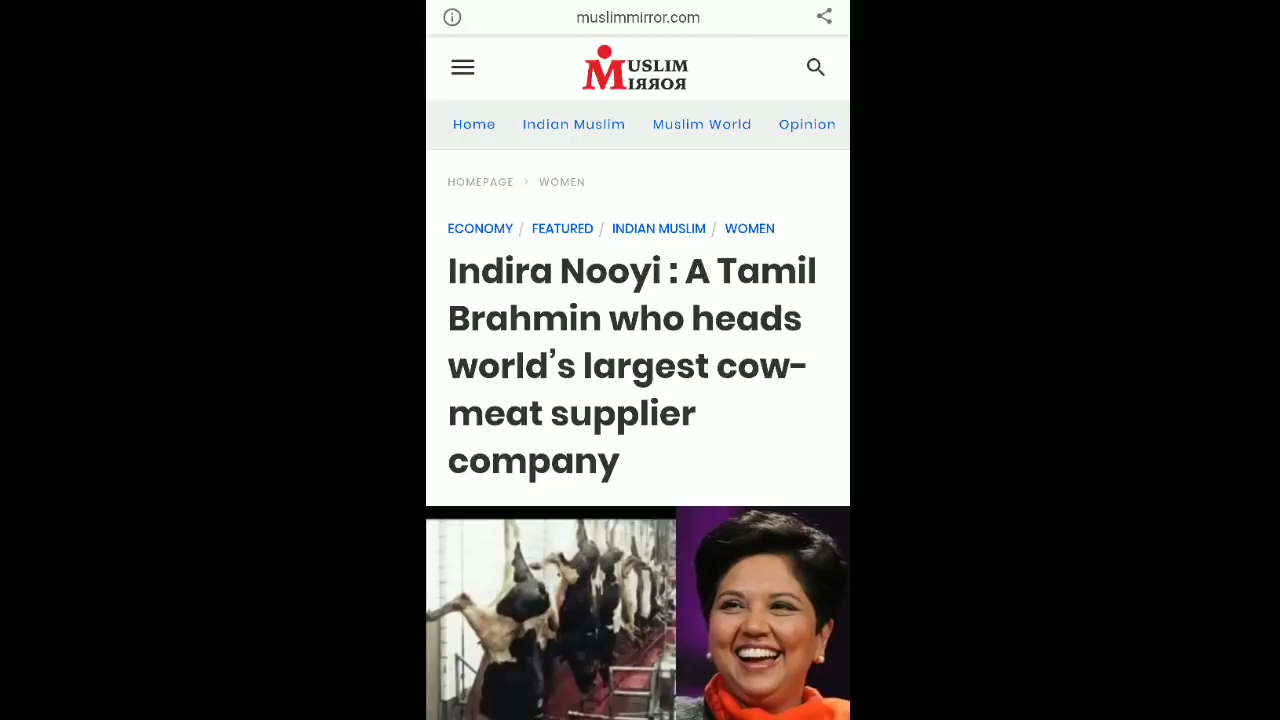 muslimmirror.com
MUSLIM
MIRROR
Home Indian Muslim Muslim World Opinion
HOMEPAGE > WOMEN
ECONOMY / FEATURED / INDIAN MUSLIM / WOMEN
Indira Nooyi : A Tamil
Brahmin who heads
world’s largest cow-
meat supplier
company